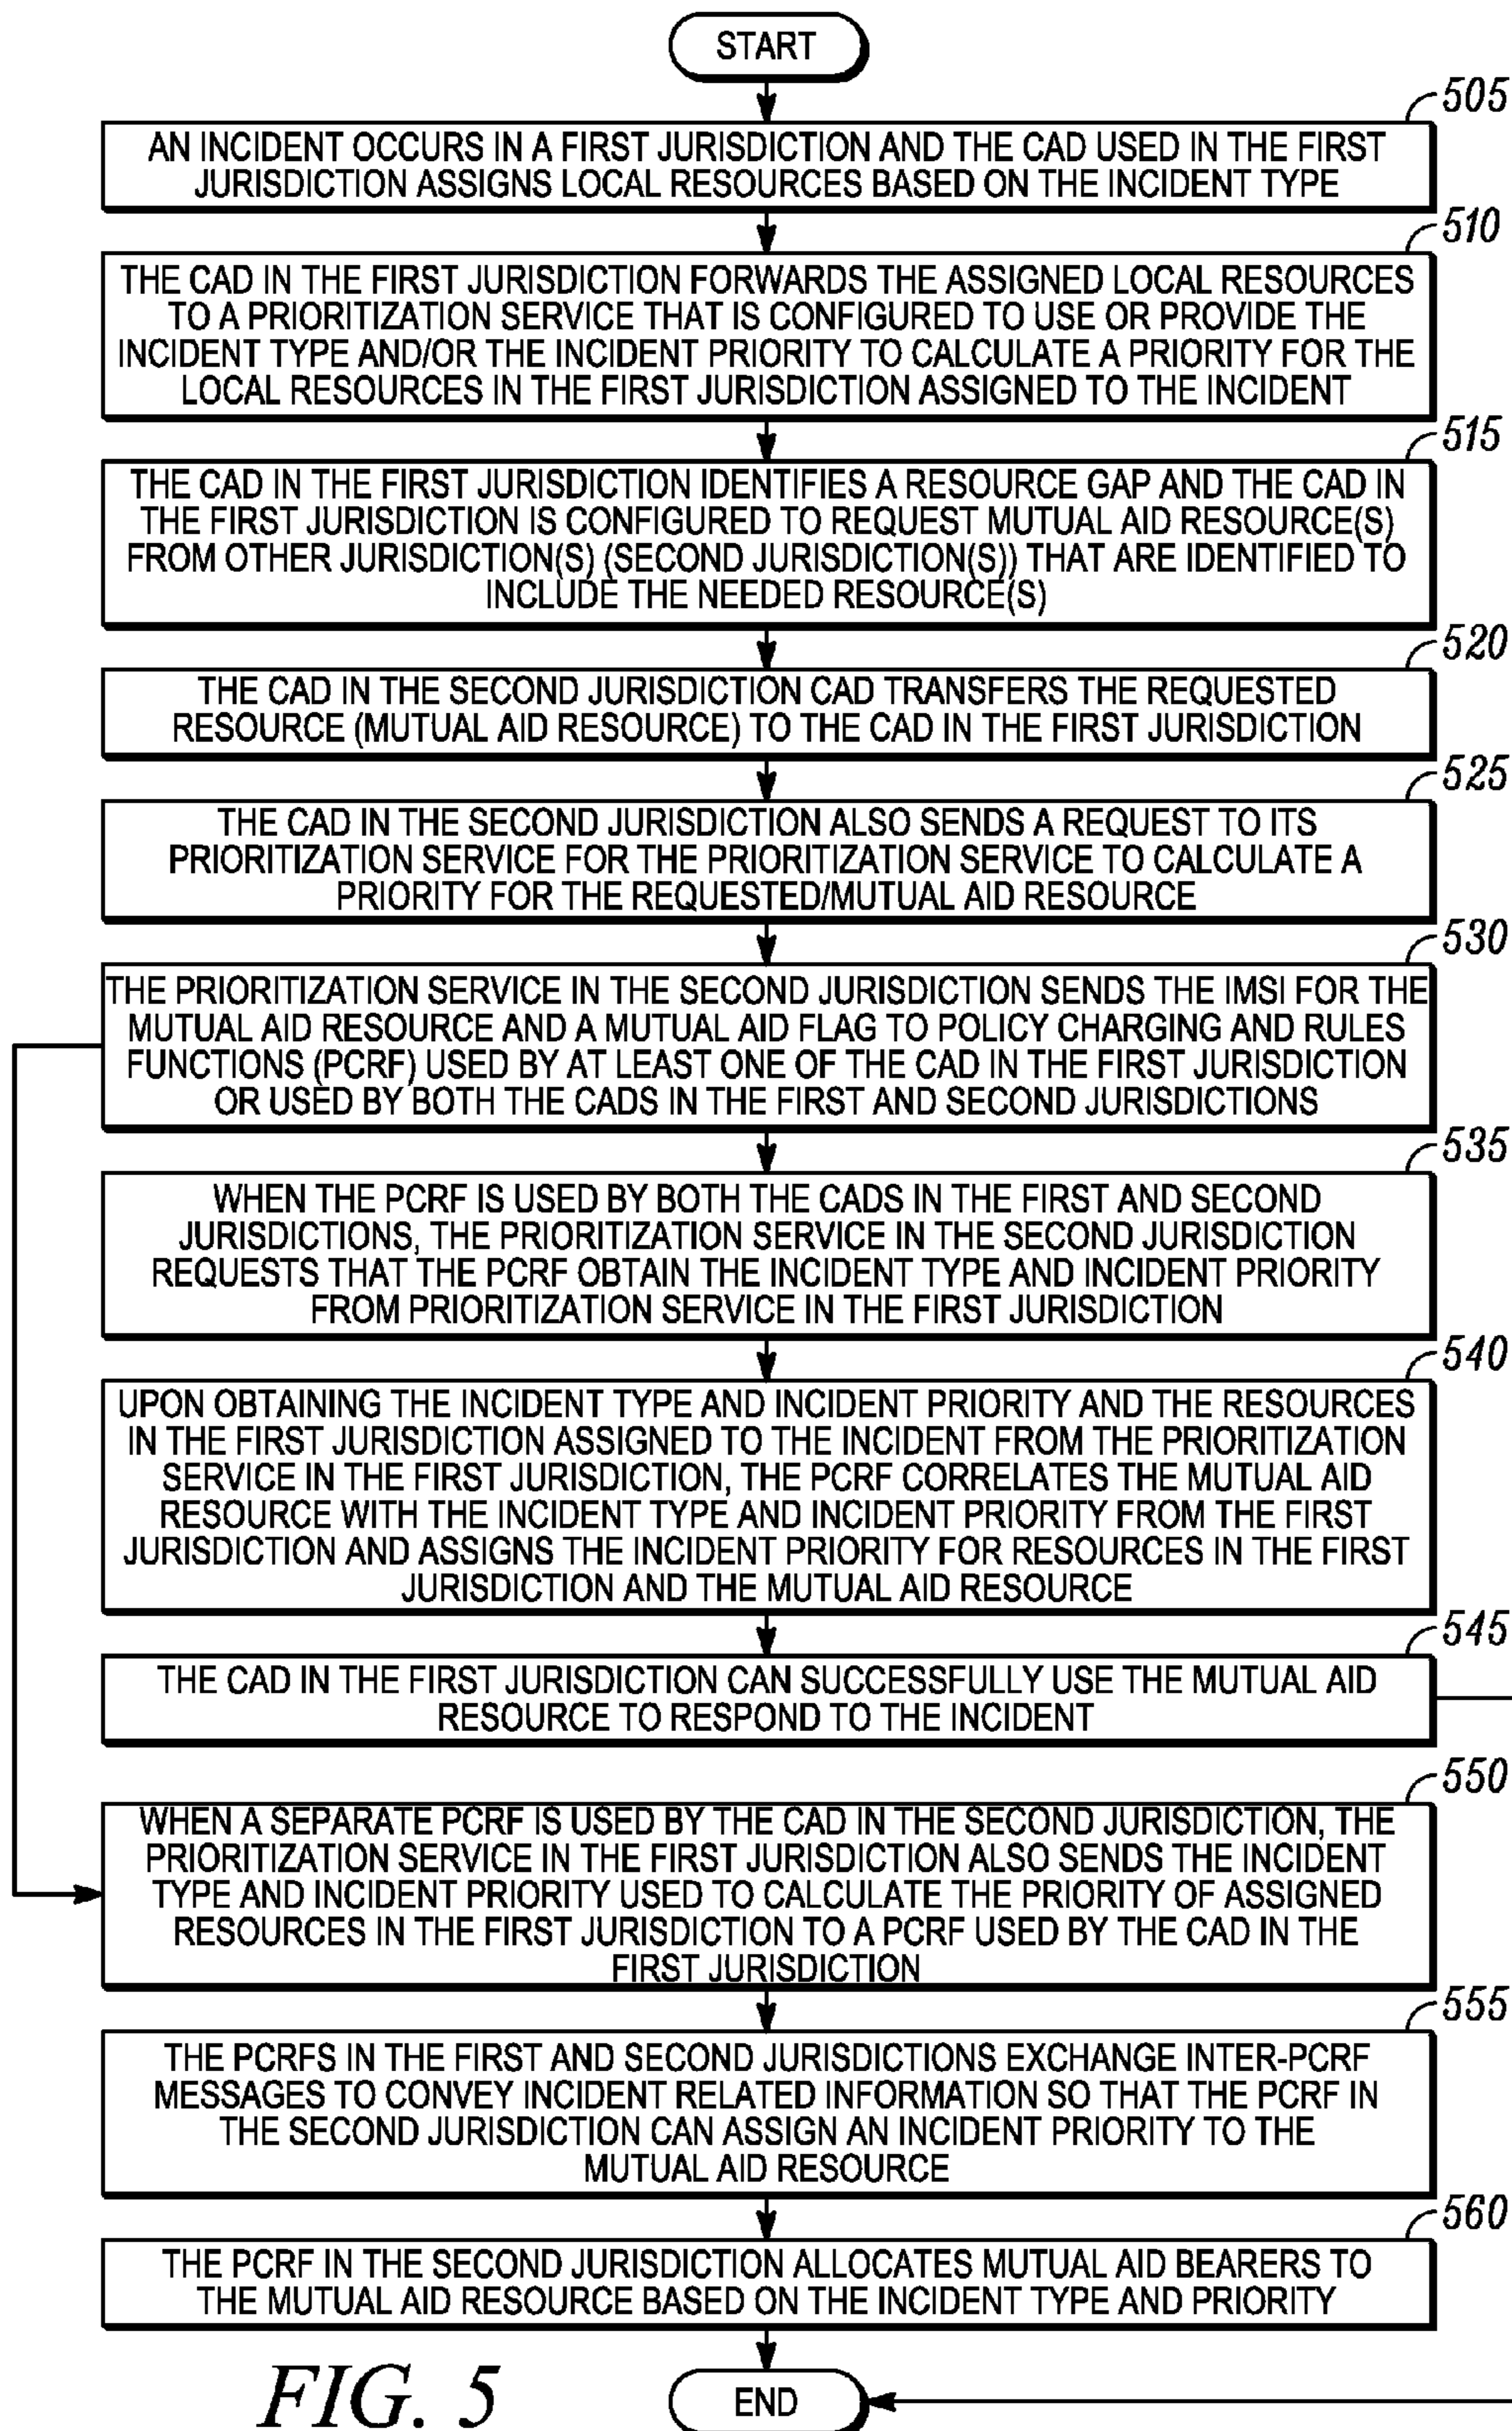 START
505
AN INCIDENT OCCURS IN A FIRST JURISDICTION AND THE CAD USED IN THE FIRST
JURISDICTION ASSIGNS LOCAL RESOURCES BASED ON THE INCIDENT TYPE
510
THE CAD IN THE FIRST JURISDICTION FORWARDS THE ASSIGNED LOCAL RESOURCES
TO A PRIORITIZATION SERVICE THAT IS CONFIGURED TO USE OR PROVIDE THE
INCIDENT TYPE AND/OR THE INCIDENT PRIORITY TO CALCULATE A PRIORITY FOR THE
LOCAL RESOURCES IN THE FIRST JURISDICTION ASSIGNED TO THE INCIDENT
515
THE CAD IN THE FIRST JURISDICTION IDENTIFIES A RESOURCE GAP AND THE CAD IN
THE FIRST JURISDICTION IS CONFIGURED TO REQUEST MUTUAL AID RESOURCE(S)
FROM OTHER JURISDICTION(S) (SECOND JURISDICTION(S)) THAT ARE IDENTIFIED TO
INCLUDE THE NEEDED RESOURCE(S)
520
THE CAD IN THE SECOND JURISDICTION CAD TRANSFERS THE REQUESTED
RESOURCE (MUTUAL AID RESOURCE) TO THE CAD IN THE FIRST JURISDICTION
525
THE CAD IN THE SECOND JURISDICTION ALSO SENDS A REQUEST TO ITS
PRIORITIZATION SERVICE FOR THE PRIORITIZATION SERVICE TO CALCULATE A
PRIORITY FOR THE REQUESTED/MUTUAL AID RESOURCE
530
THE PRIORITIZATION SERVICE IN THE SECOND JURISDICTION SENDS THE IMSI FOR THE
MUTUAL AID RESOURCE AND A MUTUAL AID FLAG TO POLICY CHARGING AND RULES
FUNCTIONS (PCRF) USED BY AT LEAST ONE OF THE CAD IN THE FIRST JURISDICTION
OR USED BY BOTH THE CADS IN THE FIRST AND SECOND JURISDICTIONS
535
WHEN THE PCRF IS USED BY BOTH THE CADS IN THE FIRST AND SECOND
JURISDICTIONS, THE PRIORITIZATION SERVICE IN THE SECOND JURISDICTION
REQUESTS THAT THE PCRF OBTAIN THE INCIDENT TYPE AND INCIDENT PRIORITY
FROM PRIORITIZATION SERVICE IN THE FIRST JURISDICTION
540
UPON OBTAINING THE INCIDENT TYPE AND INCIDENT PRIORITY AND THE RESOURCES
IN THE FIRST JURISDICTION ASSIGNED TO THE INCIDENT FROM THE PRIORITIZATION
SERVICE IN THE FIRST JURISDICTION, THE PCRF CORRELATES THE MUTUAL AID
RESOURCE WITH THE INCIDENT TYPE AND INCIDENT PRIORITY FROM THE FIRST
JURISDICTION AND ASSIGNS THE INCIDENT PRIORITY FOR RESOURCES IN THE FIRST
JURISDICTION AND THE MUTUAL AID RESOURCE
545
THE CAD IN THE FIRST JURISDICTION CAN SUCCESSFULLY USE THE MUTUAL AID
RESOURCE TO RESPOND TO THE INCIDENT
550
WHEN A SEPARATE PCRF IS USED BY THE CAD IN THE SECOND JURISDICTION, THE
PRIORITIZATION SERVICE IN THE FIRST JURISDICTION ALSO SENDS THE INCIDENT
TYPE AND INCIDENT PRIORITY USED TO CALCULATE THE PRIORITY OF ASSIGNED
RESOURCES IN THE FIRST JURISDICTION TO A PCRF USED BY THE CAD IN THE
FIRST JURISDICTION
555
THE PCRFS IN THE FIRST AND SECOND JURISDICTIONS EXCHANGE INTER-PCRF
MESSAGES TO CONVEY INCIDENT RELATED INFORMATION SO THAT THE PCRF IN
THE SECOND JURISDICTION CAN ASSIGN AN INCIDENT PRIORITY TO THE
MUTUAL AID RESOURCE
560
THE PCRF IN THE SECOND JURISDICTION ALLOCATES MUTUAL AID BEARERS TO
THE MUTUAL AID RESOURCE BASED ON THE INCIDENT TYPE AND PRIORITY
END
FIG. 5